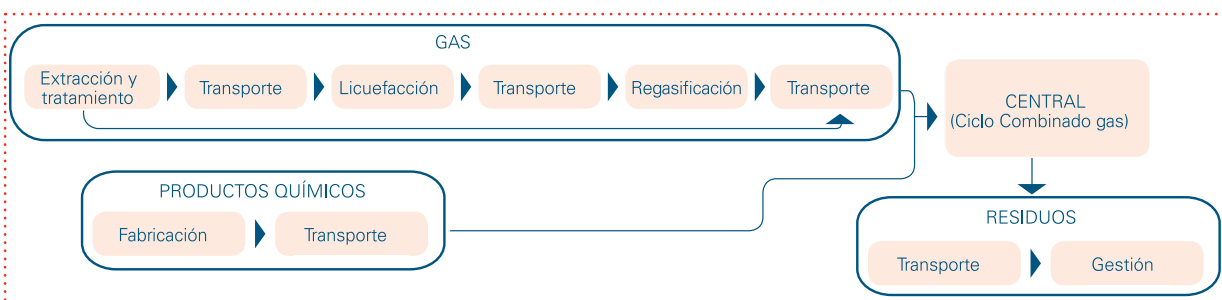 GAS
Extracción y
tratamiento
Transporte
Licuefacción
Transporte
Regasificación
Transporte
CENTRAL
(Ciclo Combinado gas)
PRODUCTOS QUÍMICOS
Fabricación
Transporte
RESIDUOS
Transporte
Gestión